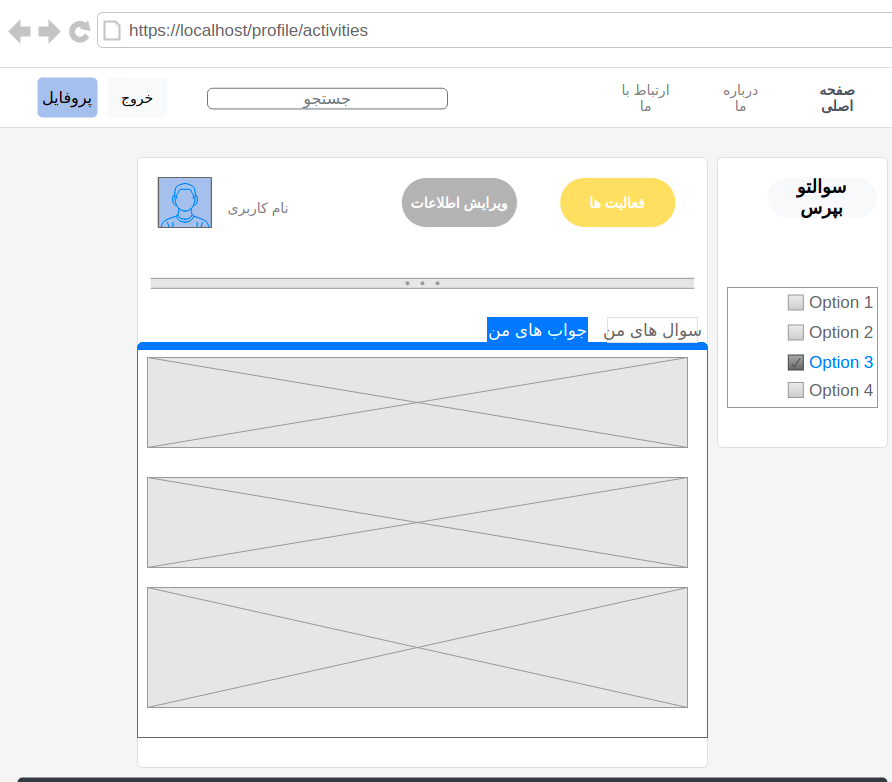 https://localhost/profile/activities
صفحه
اصلی
درباره
ما
ارتباط با
ما
جستجو
خروج
پروفایل
سوالتو
بپرس
Option 1
Option 2
Option 3
Option 4
فعالیت ها
ویرایش اطلاعات
نام کاربری
سوال های من
جواب های من